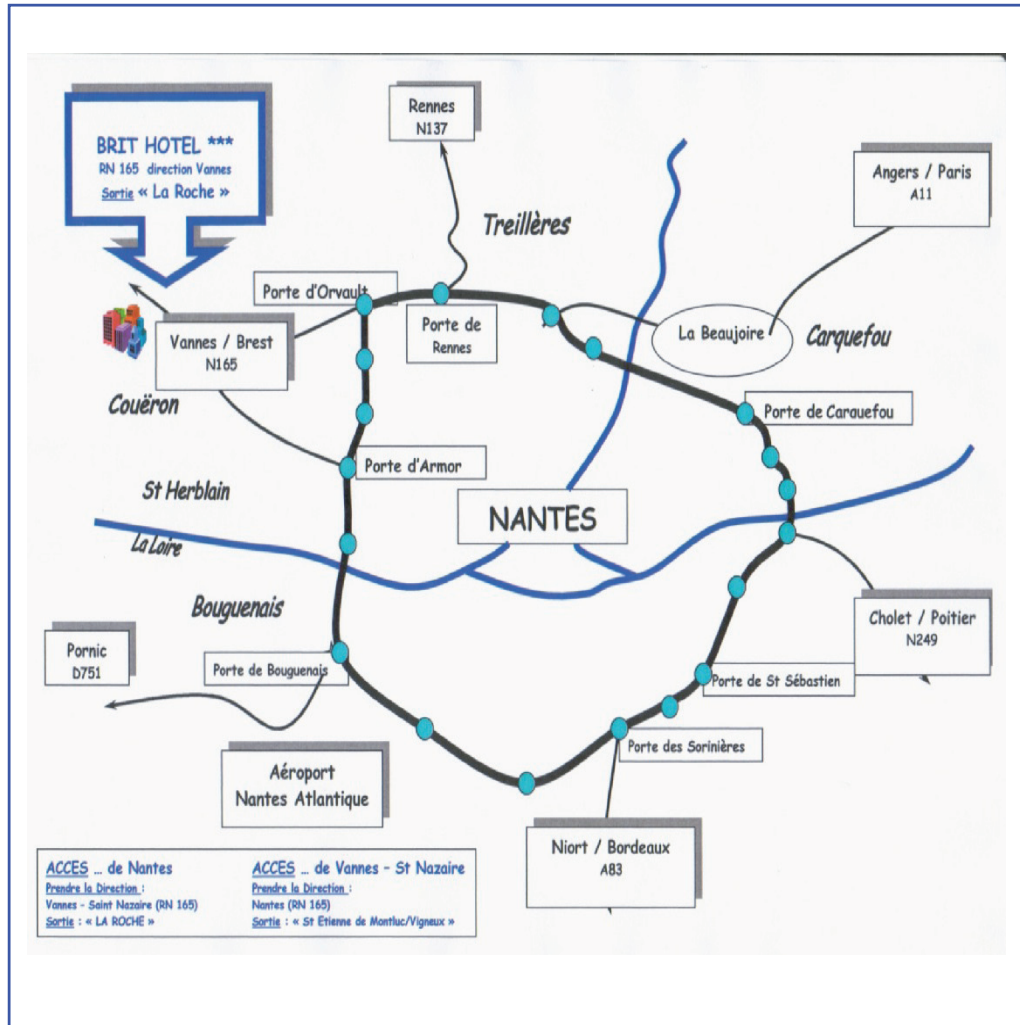 BRIT HOTEL ***
RN 165 direction Vannes
Sortie « La Roche »
Rennes
N137
Angers / Paris
A11
Treillères
Porte d'Orvault
Porte de
Rennes
La Beaujoire
Carquefou
Vannes / Brest
N165
Couëron
Porte de Carquefou
Porte d'Armor
St Herblain
NANTES
La Loire
Bouguenais
Cholet / Poitier
N249
Pornic
D751
Porte de Bouguenais
Porte de St Sébastien
Porte des Sorinières
Aéroport
Nantes Atlantique
Niort / Bordeaux
A83
ACCES ... de Nantes
Prendre la Direction :
Vannes - Saint Nazaire (RN 165)
Sortie : « LA ROCHE »
ACCES ... de Vannes - St Nazaire
Prendre la Direction :
Nantes (RN 165)
Sortie : « St Etienne de Montluc/Vigneux »